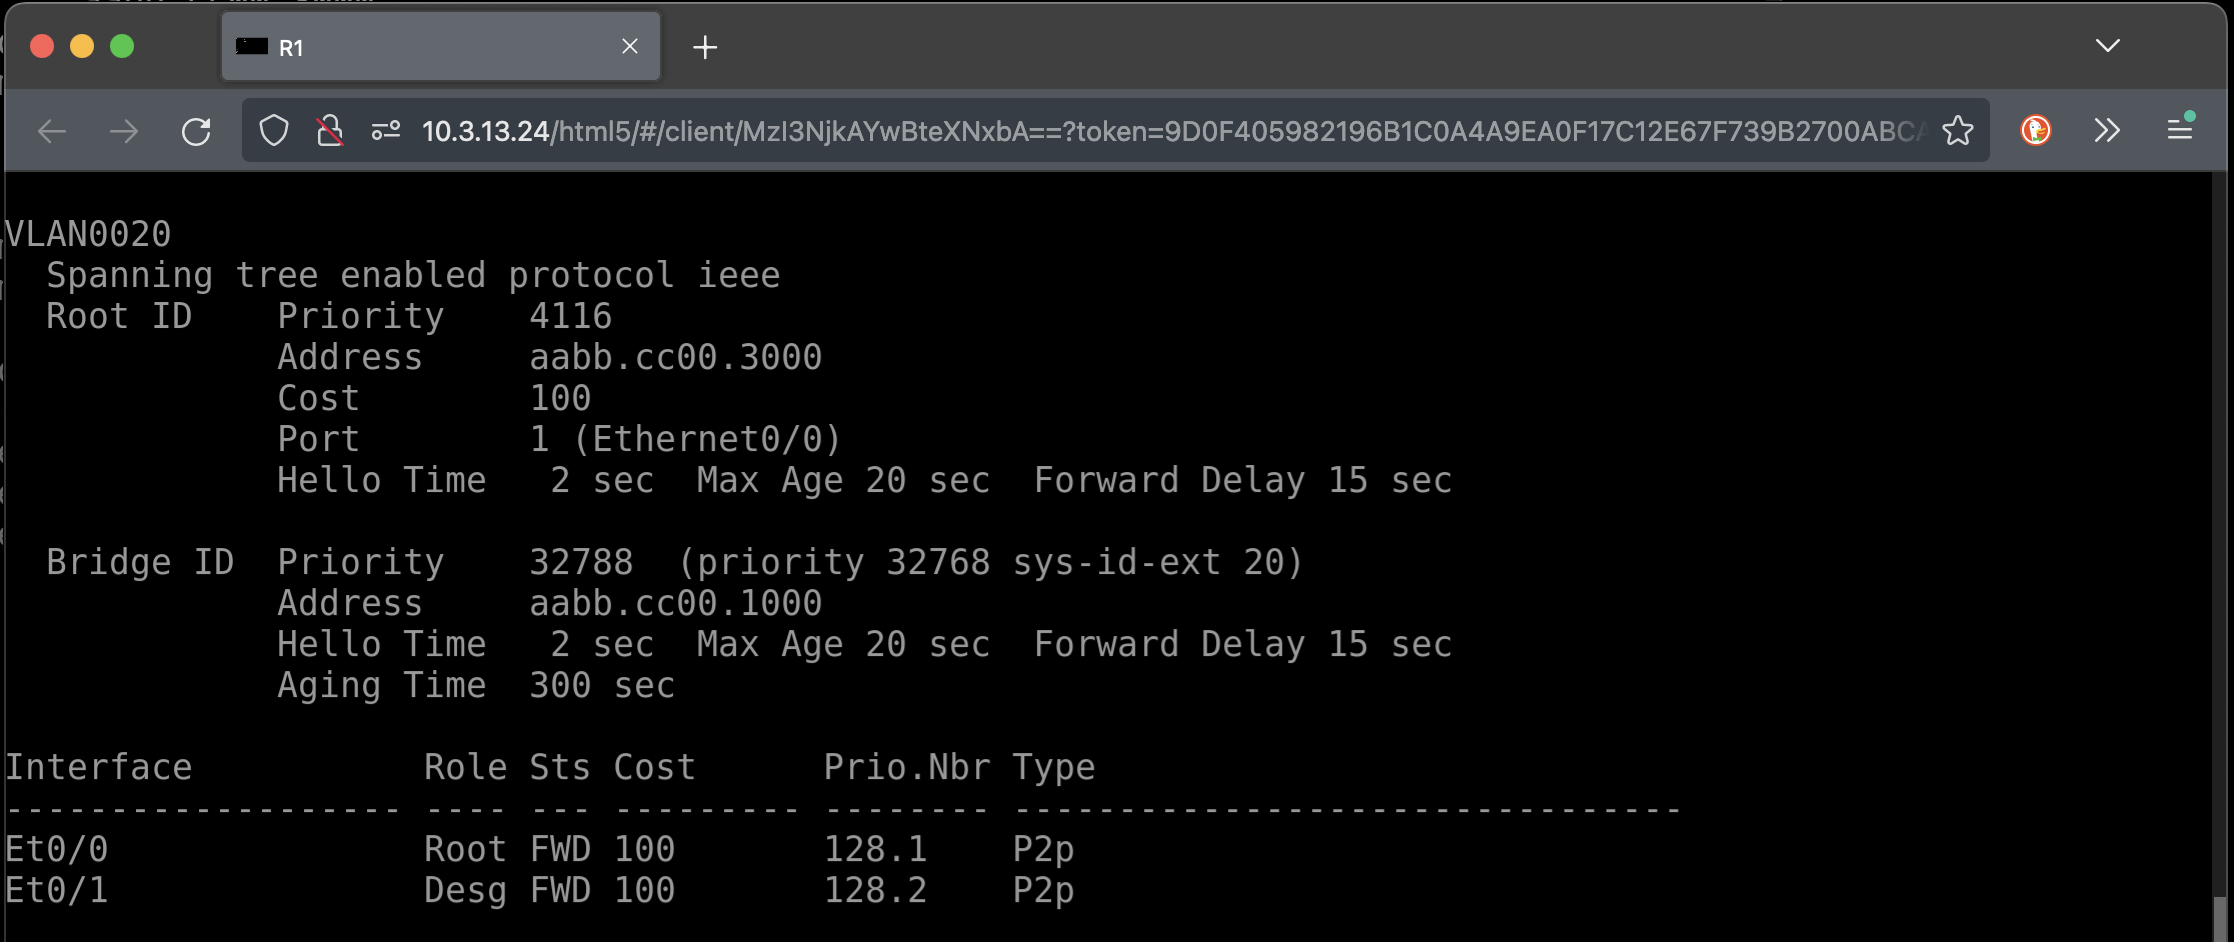 R1
10.3.13.24/html5/#/client/MzI3NjkAYwBteXNxbA==?token=9D0F405982196B1C0A4A9EA0F17C12E67F739B2700ABCA
VLAN0020
  Spanning tree enabled protocol ieee
  Root ID    Priority    4116
             Address     aabb.cc00.3000
             Cost        100
             Port        1 (Ethernet0/0)
             Hello Time   2 sec  Max Age 20 sec  Forward Delay 15 sec
  Bridge ID  Priority    32788  (priority 32768 sys-id-ext 20)
             Address     aabb.cc00.1000
             Hello Time   2 sec  Max Age 20 sec  Forward Delay 15 sec
             Aging Time  300 sec
Interface           Role Sts Cost      Prio.Nbr Type
------------------- ---- --- --------- -------- --------------------------------
Et0/0               Root FWD 100       128.1    P2p
Et0/1               Desg FWD 100       128.2    P2p